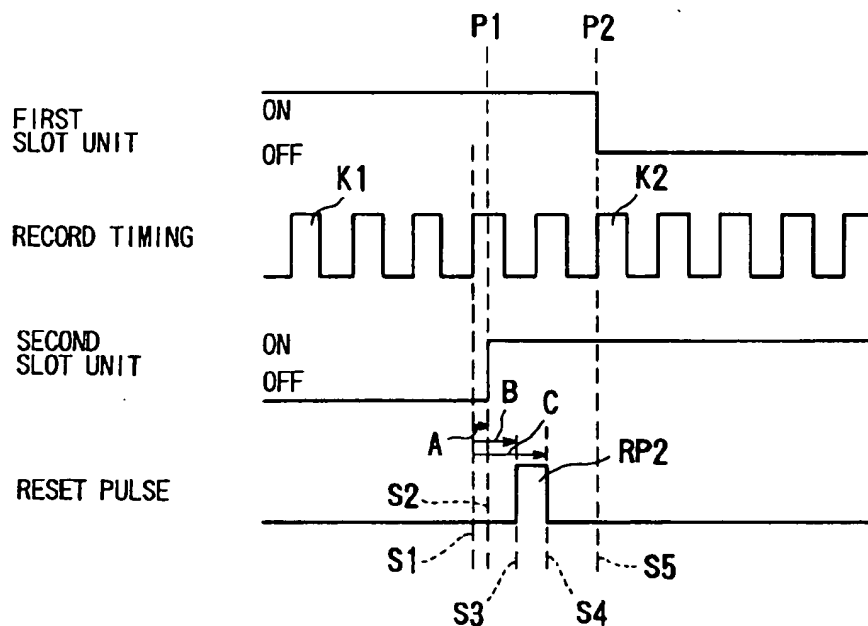 P1 P2
FIRST
SLOT UNIT
ON
OFF
K1 K2
RECORD TIMING
SECOND
SLOT UNIT
ON
OFF
A B C
RP2
RESET PULSE
S2
S1 S5
S3 S4